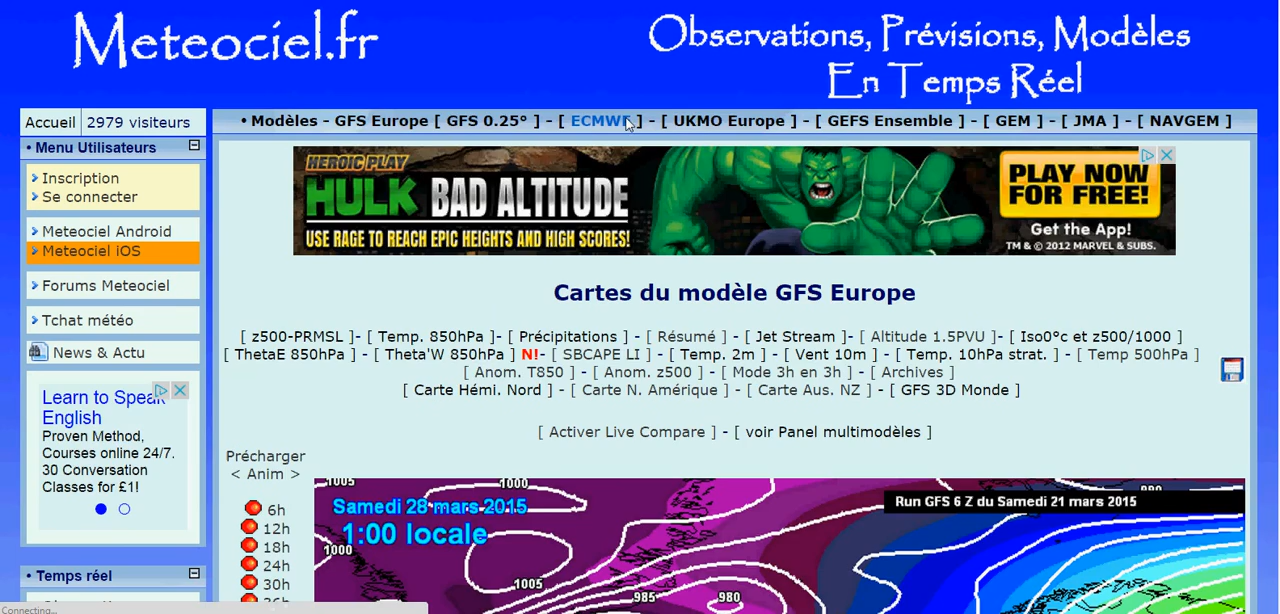 Meteociel.fr
Observations, Prévisions, Modèles
En Temps Réel
Accueil 2979 visiteurs
• Modèles - GFS Europe [ GFS 0.25° ] - [ ECMWF ] - [ UKMO Europe ] - [ GEFS Ensemble ] - [ GEM ] - [ JMA ] - [ NAVGEM ]
• Menu Utilisateurs
Inscription
Se connecter
Meteociel Android
Meteociel iOS
Forums Meteociel
Tchat météo
News & Actu
Learn to Speak
English
Proven Method,
Courses online 24/7.
30 Conversation
Classes for £1!
• Temps réel
HEROIC PLAY
HULK BAD ALTITUDE
USE RAGE TO REACH EPIC HEIGHTS AND HIGH SCORES!
PLAY NOW
FOR FREE!
Get the App!
TM & © 2012 MARVEL & SUBS.
Cartes du modèle GFS Europe
[ z500-PRMSL ]- [ Temp. 850hPa ]- [ Précipitations ] - [ Résumé ] - [ Jet Stream ]- [ Altitude 1.5PVU ] - [ Iso0°c et z500/1000 ]
[ ThetaE 850hPa ] - [ Theta'W 850hPa ] N!- [ SBCAPE LI ] - [ Temp. 2m ] - [ Vent 10m ] - [ Temp. 10hPa strat. ] - [ Temp 500hPa ]
[ Anom. T850 ] - [ Anom. z500 ] - [ Mode 3h en 3h ] - [ Archives ]
[ Carte Hémi. Nord ] - [ Carte N. Amérique ] - [ Carte Aus. NZ ] - [ GFS 3D Monde ]
[ Activer Live Compare ] - [ voir Panel multimodèles ]
Précharger
< Anim >
6h
12h
18h
24h
30h
1005
1000
980
Samedi 28 mars 2015
1:00 locale
Run GFS 6 Z du Samedi 21 mars 2015
1000
1005
985
980
Connecting...